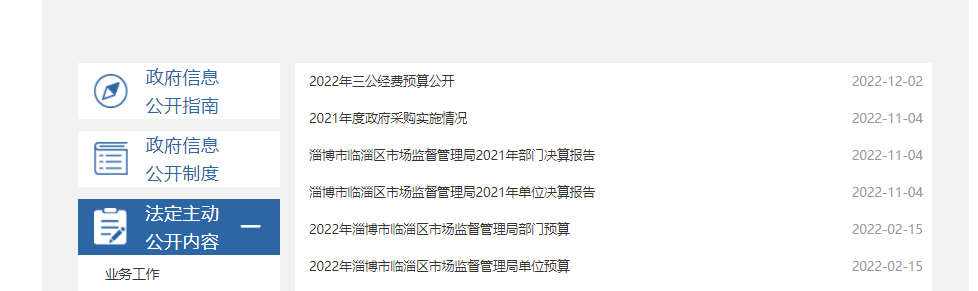 政府信息
公开指南
政府信息
公开制度
法定主动
公开内容
业务工作
2022年三公经费预算公开 2022-12-02
2021年度政府采购实施情况 2022-11-04
淄博市临淄区市场监督管理局2021年部门决算报告 2022-11-04
淄博市临淄区市场监督管理局2021年单位决算报告 2022-11-04
2022年淄博市临淄区市场监督管理局部门预算 2022-02-15
2022年淄博市临淄区市场监督管理局单位预算 2022-02-15